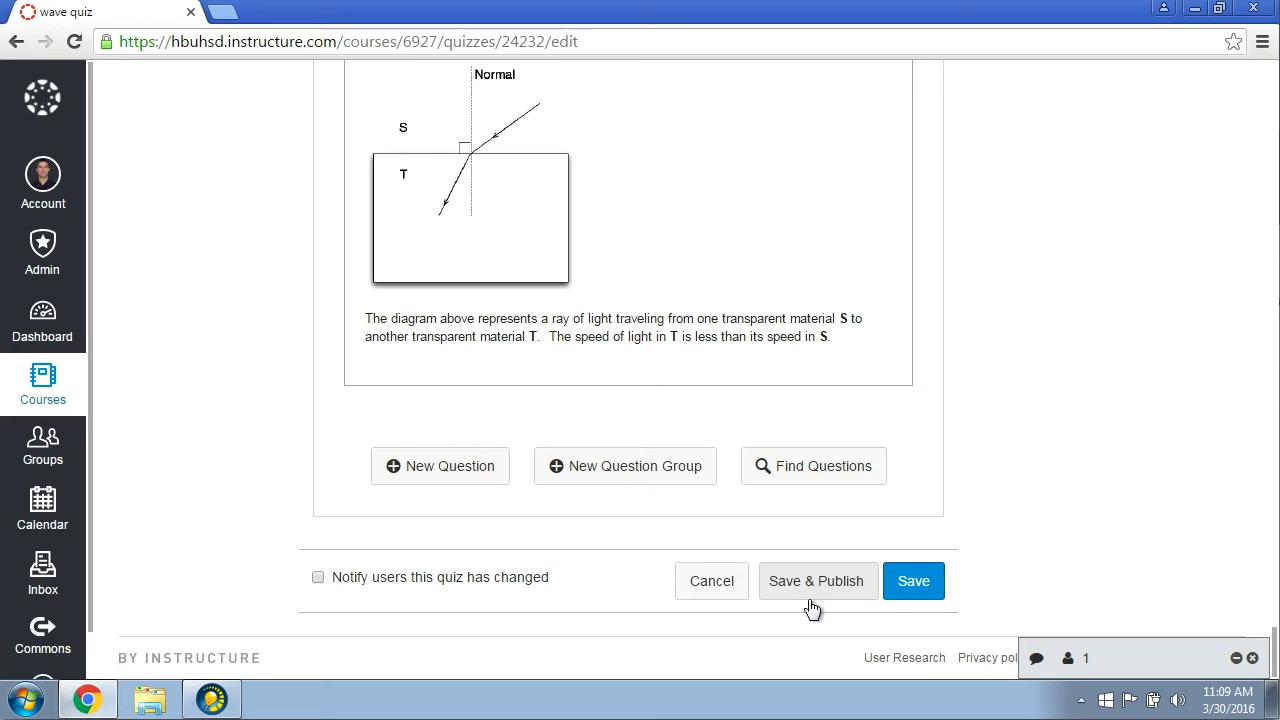 wave quiz
https://hbuhsd.instructure.com/courses/6927/quizzes/24232/edit
Account
Admin
Dashboard
Courses
Groups
Calendar
Inbox
Commons
Normal
S
T
The diagram above represents a ray of light traveling from one transparent material S to
another transparent material T. The speed of light in T is less than its speed in S.
New Question
New Question Group
Find Questions
Notify users this quiz has changed
Cancel
Save & Publish
Save
BY INSTRUCTURE
User Research
Privacy pol
1
11:09 AM
3/30/2016